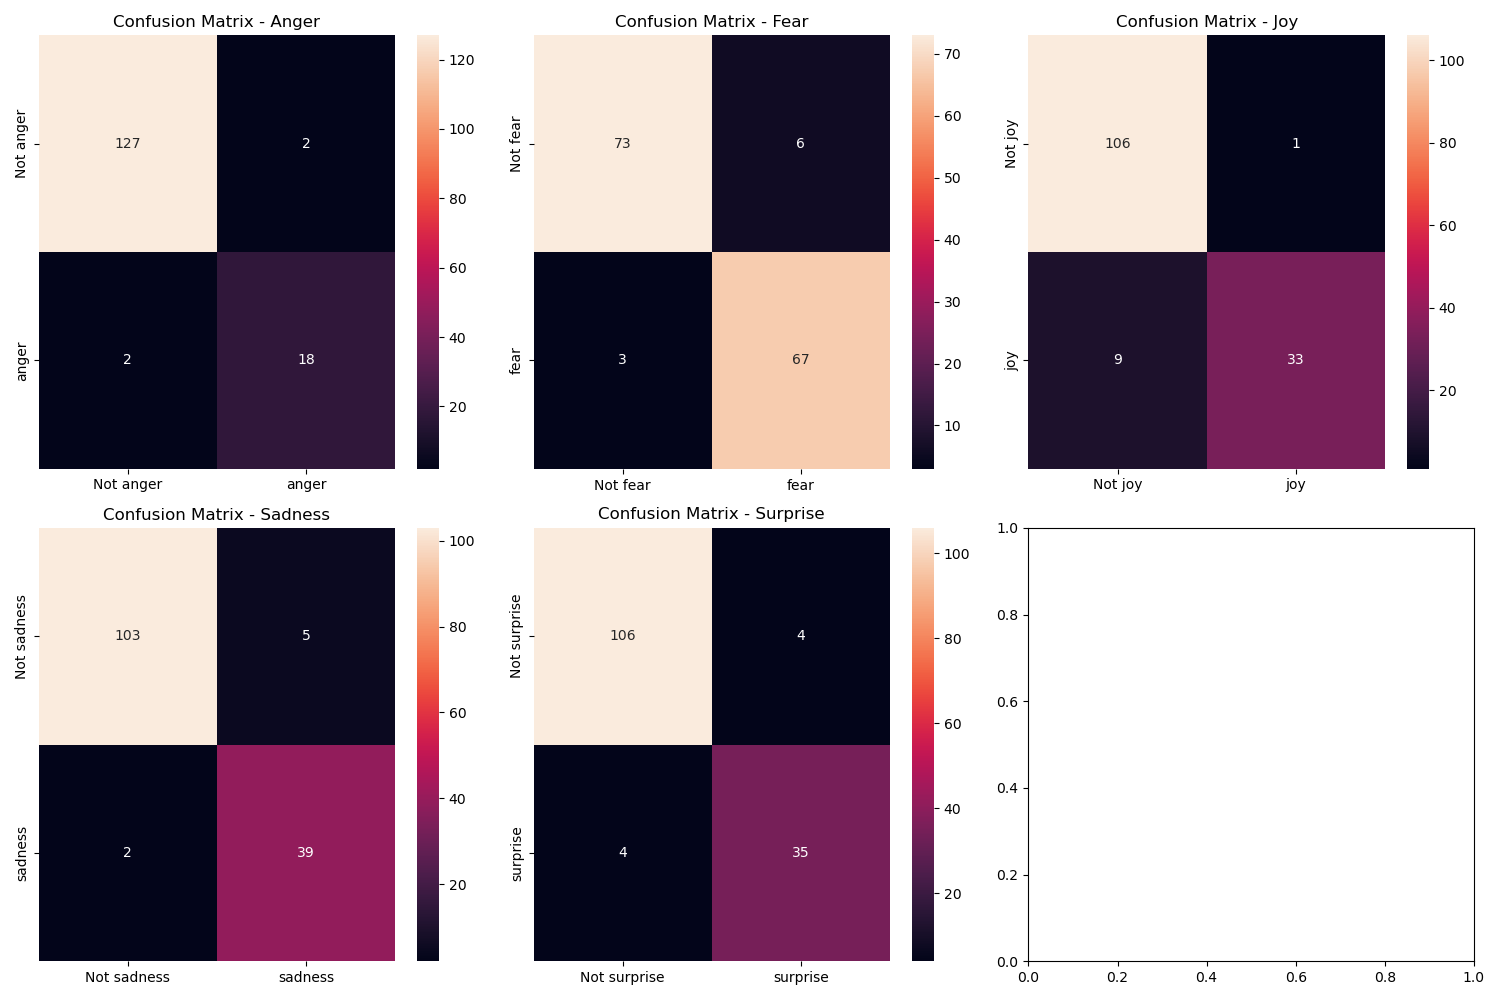 Confusion Matrix - Anger
127
2
2
18
Not anger
anger
Not anger
anger
120
100
80
60
40
20
Confusion Matrix - Fear
73
6
3
67
Not fear
fear
Not fear
fear
70
60
50
40
30
20
10
Confusion Matrix - Joy
106
1
9
33
Not joy
joy
Not joy
joy
100
80
60
40
20
Confusion Matrix - Sadness
103
5
2
39
Not sadness
sadness
Not sadness
sadness
100
80
60
40
20
Confusion Matrix - Surprise
106
4
4
35
Not surprise
surprise
Not surprise
surprise
100
80
60
40
20
1.0
0.8
0.6
0.4
0.2
0.0
0.0
0.2
0.4
0.6
0.8
1.0